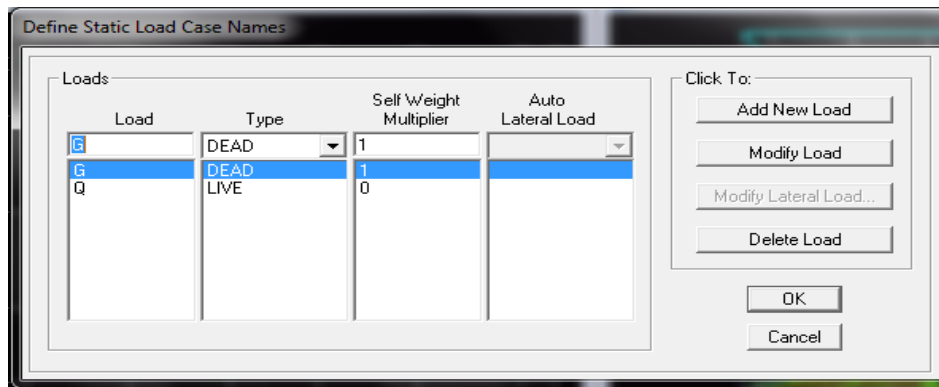 Define Static Load Case Names
Loads
Click To:
Load Type Self Weight Multiplier Auto Lateral Load
G DEAD 1
G DEAD 1
Q LIVE 0
Add New Load
Modify Load
Modify Lateral Load...
Delete Load
OK
Cancel